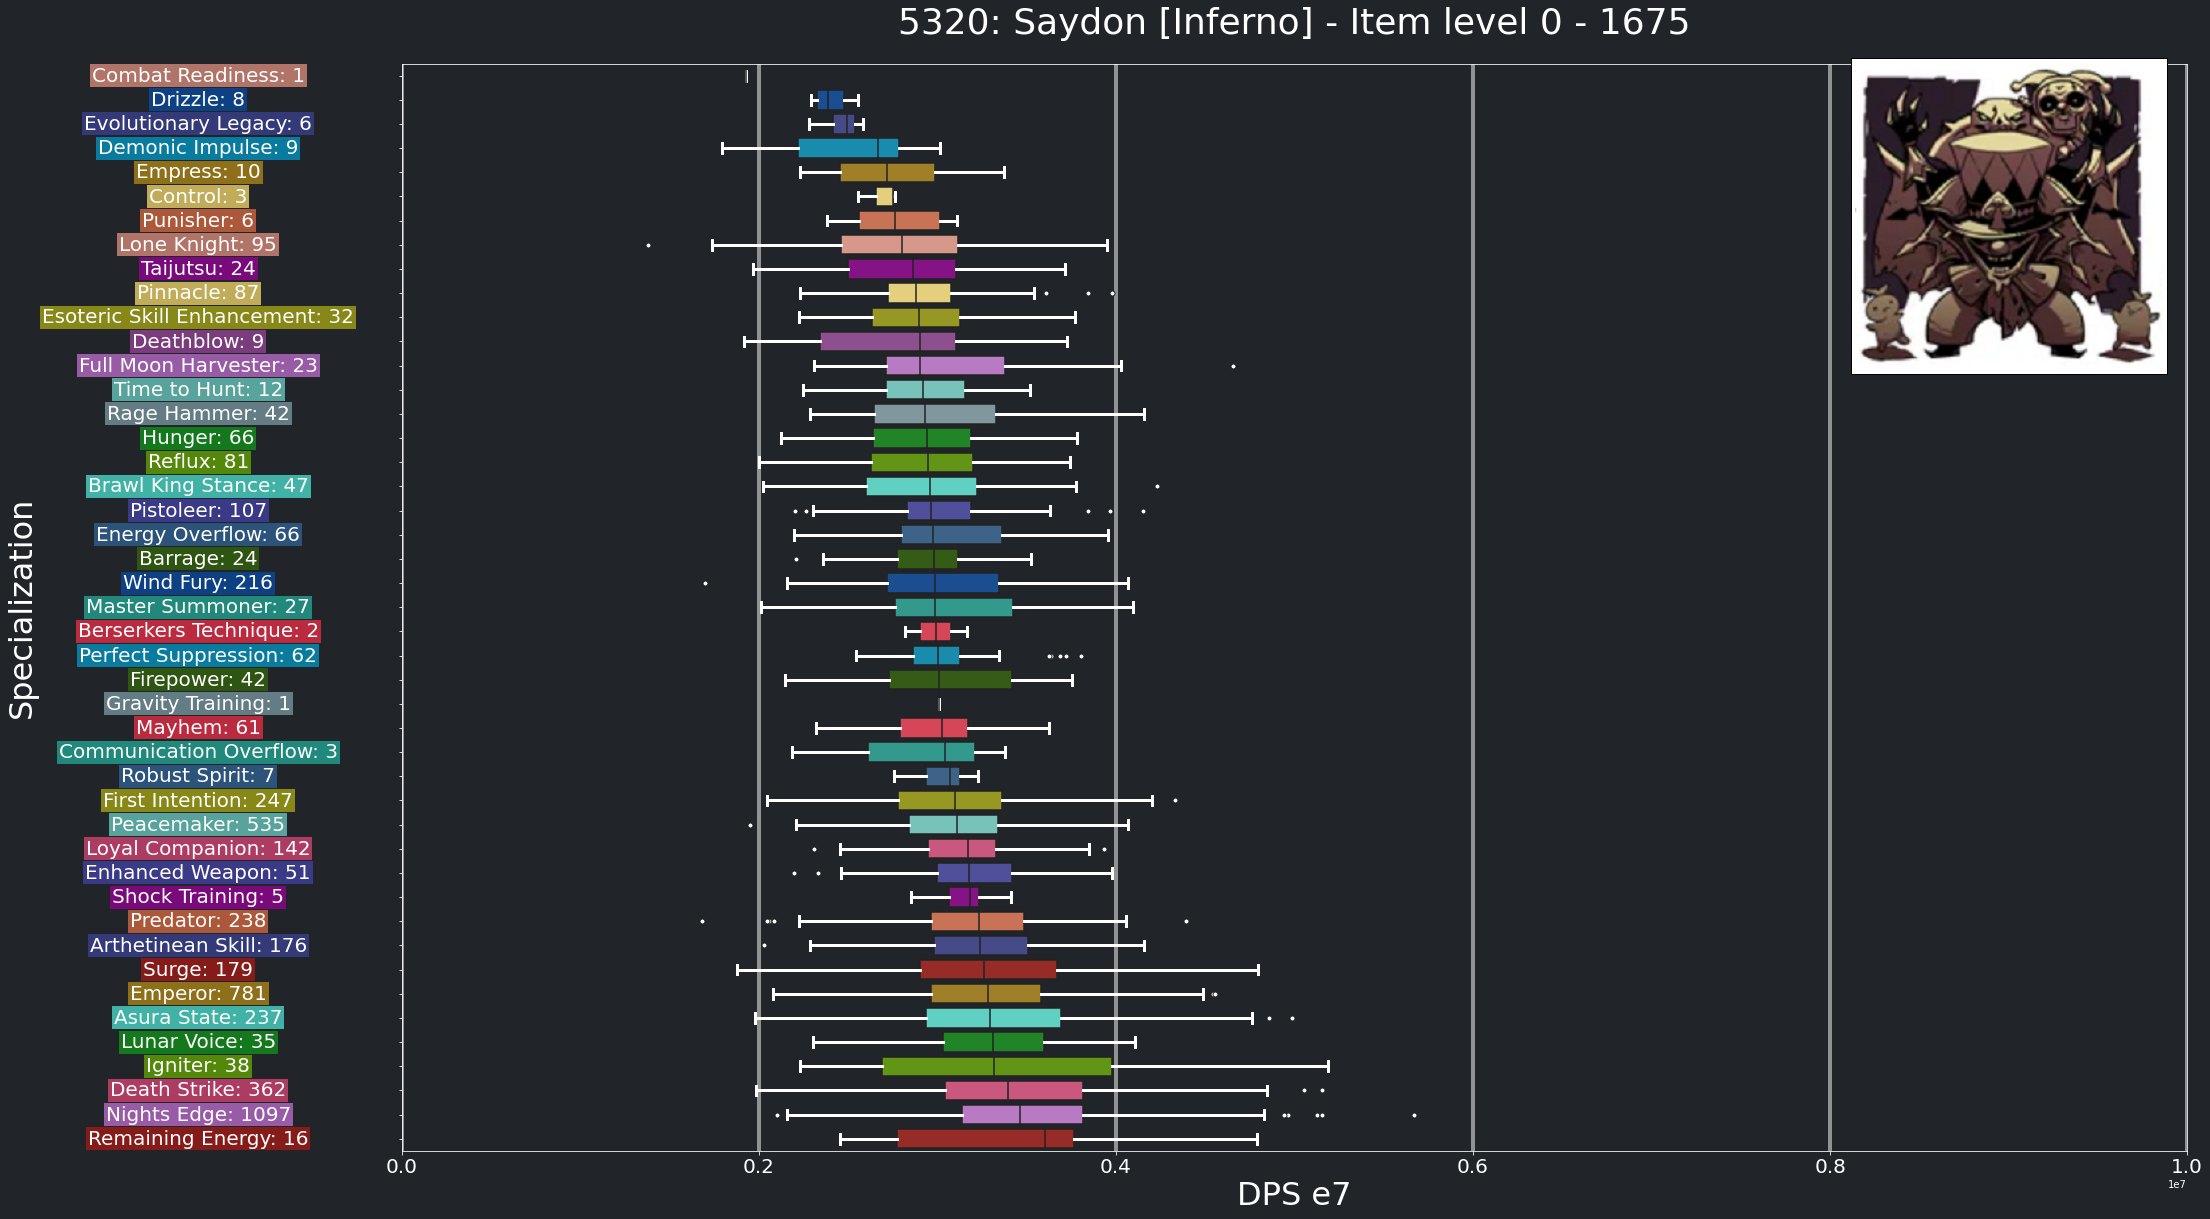 5320: Saydon [Inferno] - Item level 0 - 1675
Specialization
Combat Readiness: 1
Drizzle: 8
Evolutionary Legacy: 6
Demonic Impulse: 9
Empress: 10
Control: 3
Punisher: 6
Lone Knight: 95
Taijutsu: 24
Pinnacle: 87
Esoteric Skill Enhancement: 32
Deathblow: 9
Full Moon Harvester: 23
Time to Hunt: 12
Rage Hammer: 42
Hunger: 66
Reflux: 81
Brawl King Stance: 47
Pistoleer: 107
Energy Overflow: 66
Barrage: 24
Wind Fury: 216
Master Summoner: 27
Berserkers Technique: 2
Perfect Suppression: 62
Firepower: 42
Gravity Training: 1
Mayhem: 61
Communication Overflow: 3
Robust Spirit: 7
First Intention: 247
Peacemaker: 535
Loyal Companion: 142
Enhanced Weapon: 51
Shock Training: 5
Predator: 238
Arthetinean Skill: 176
Surge: 179
Emperor: 781
Asura State: 237
Lunar Voice: 35
Igniter: 38
Death Strike: 362
Nights Edge: 1097
Remaining Energy: 16
0.0 0.2 0.4 0.6 0.8 1.0
1e7
DPS e7